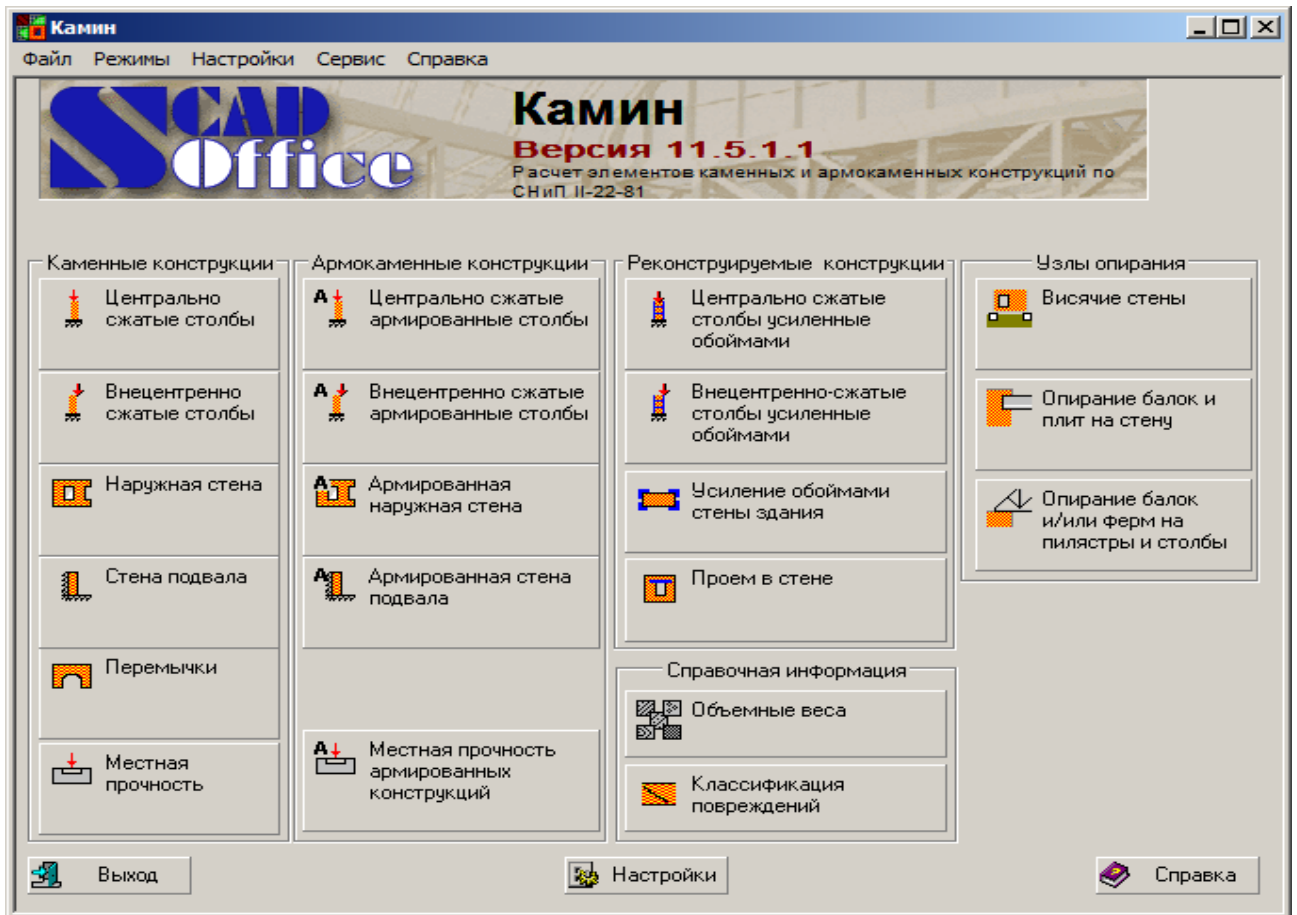 Камин
Файл Режимы Настройки Сервис Справка
SCAD
Office
Камин
Версия 11.5.1.1
Расчет элементов каменных и армокаменных конструкций по
СНиП II-22-81
Каменные конструкции
Центрально
сжатые столбы
Внецентренно
сжатые столбы
Наружная стена
Стена подвала
Перемычки
Местная
прочность
Армокаменные конструкции
А
Центрально сжатые
армированные столбы
А
Внецентренно сжатые
армированные столбы
А
Армированная
наружная стена
А
Армированная стена
подвала
А
Местная прочность
армированных
конструкций
Реконструируемые конструкции
Центрально сжатые
столбы усиленные
обоймами
Внецентренно-сжатые
столбы усиленные
обоймами
Усиление обоймами
стены здания
Проем в стене
Справочная информация
Объемные веса
Классификация
повреждений
Узлы опирания
Висячие стены
Опирание балок и
плит на стену
Опирание балок
и/или ферм на
пилястры и столбы
Выход
Настройки
Справка